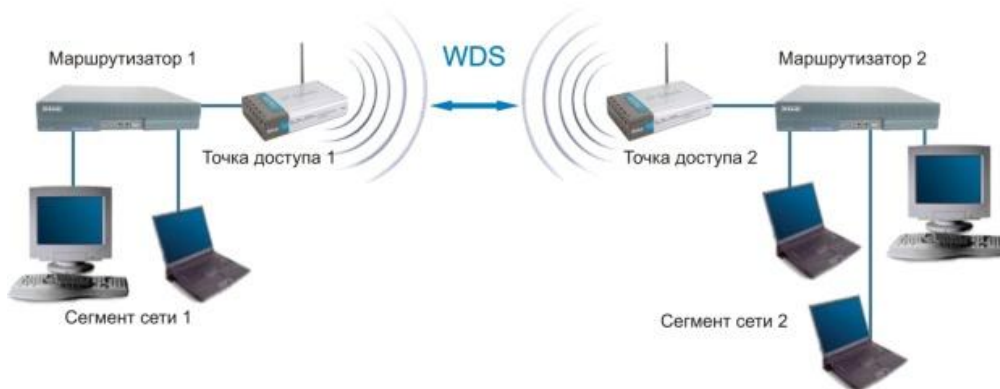 Маршрутизатор 1
WDS
Маршрутизатор 2
Точка доступа 1
Точка доступа 2
Сегмент сети 1
Сегмент сети 2